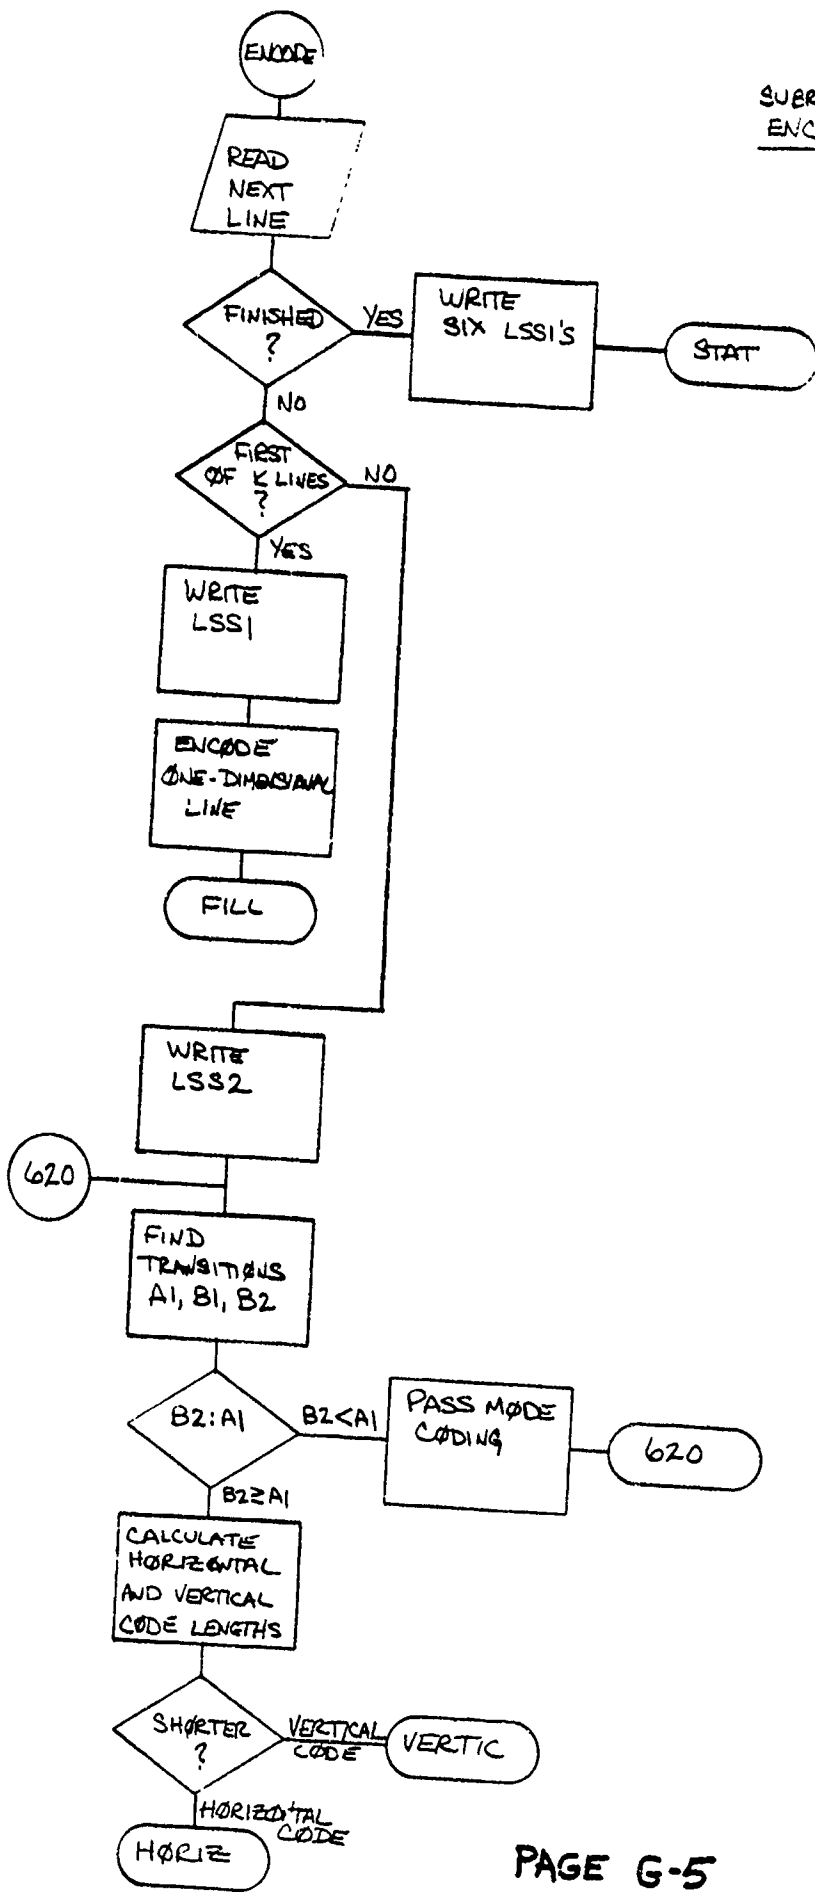 ENCODE
SUBR
ENC
READ
NEXT
LINE
FINISHED
?
YES
WRITE
SIX LSS1'S
STAT
NO
FIRST
ØF K LINES
?
NO
YES
WRITE
LSS1
ENCØDE
ØNE-DIMENSIØNAL
LINE
FILL
WRITE
LSS2
620
FIND
TRANSITIØNS
A1, B1, B2
B2:A1
B2<A1
PASS MØDE
CØDING
620
B2≥A1
CALCULATE
HØRIZØNTAL
AND VERTICAL
CØDE LENGTHS
SHØRTER
?
VERTICAL
CØDE
VERTIC
HØRIZØNTAL
CØDE
HØRIZ
PAGE G-5